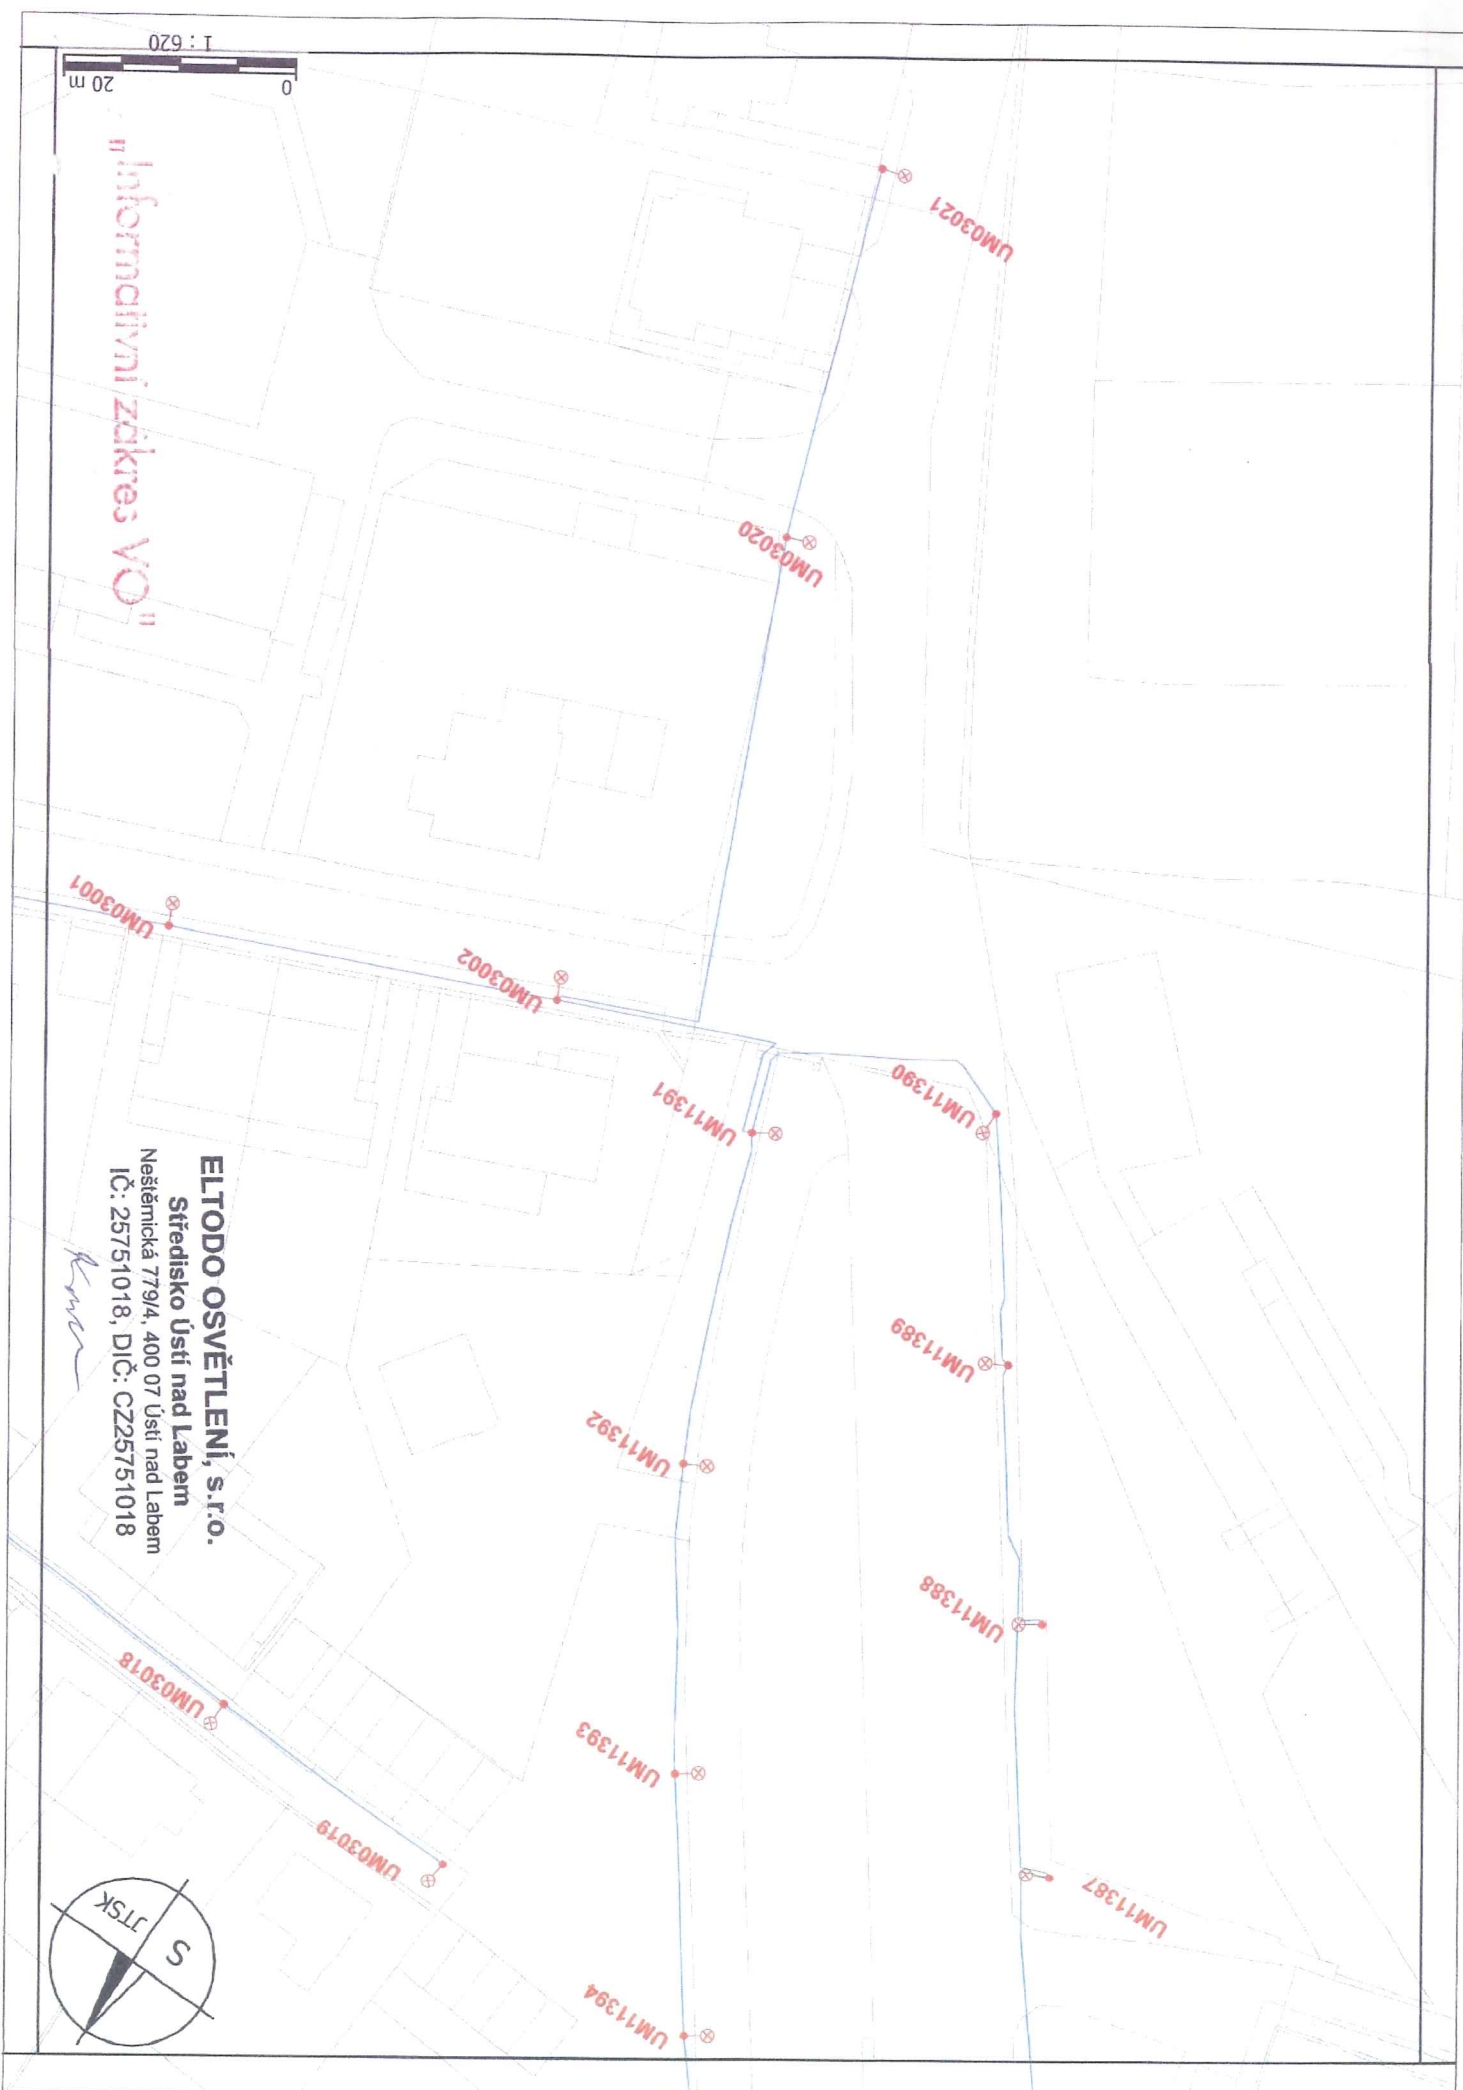 1 : 620
0
20 m
"Informativní zákres VO"
UM03021
UM03020
UM03001
UM03002
UM11391
UM11390
UM11389
UM11392
UM11388
UM03018
UM11393
UM03019
UM11387
UM11394
ELTODO OSVĚTLENÍ, s.r.o.
Středisko Ústí nad Labem
Neštěmická 779/4, 400 07 Ústí nad Labem
IČ: 25751018, DIČ: CZ25751018
S
JTSK